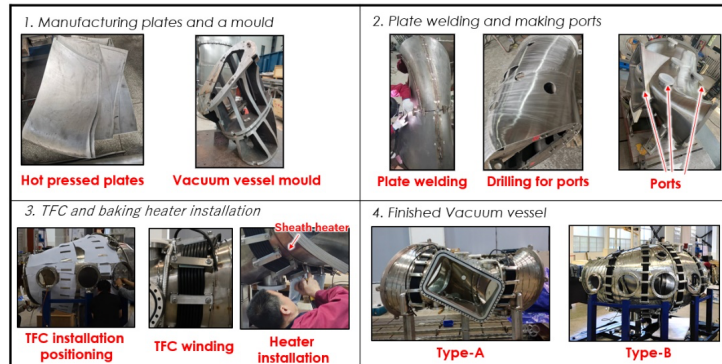 1. Manufacturing plates and a mould
Hot pressed plates
Vacuum vessel mould
2. Plate welding and making ports
Plate welding
Drilling for ports
Ports
3. TFC and baking heater installation
Sheath heater
TFC installation
positioning
TFC winding
Heater
installation
4. Finished Vacuum vessel
Type-A
Type-B